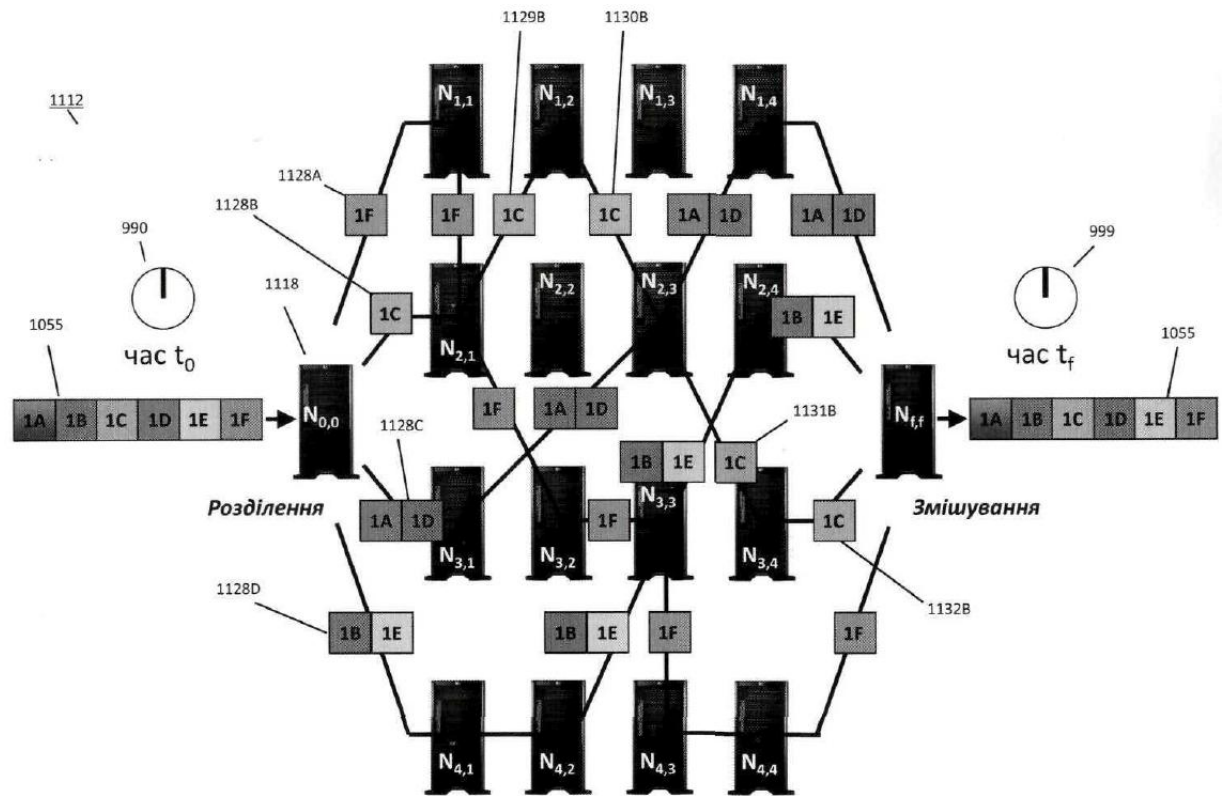 1129B 1130B
N1,1 N1,2 N1,3 N1,4
1112
1128A
1F 1F 1C 1C 1A 1D 1A 1D
1128B
990 999
1118
N2,1 N2,2 N2,3 N2,4
1C 1B 1E
1055 час t0 час tf 1055
1A 1B 1C 1D 1E 1F N0,0 1F 1A 1D Nf,f 1A 1B 1C 1D 1E 1F
1128C 1131B
1B 1E 1C
Розділення Змішування
1A 1D N3,1 N3,2 1F N3,3 N3,4 1C
1128D 1132B
1B 1E 1B 1E 1F 1F
N4,1 N4,2 N4,3 N4,4